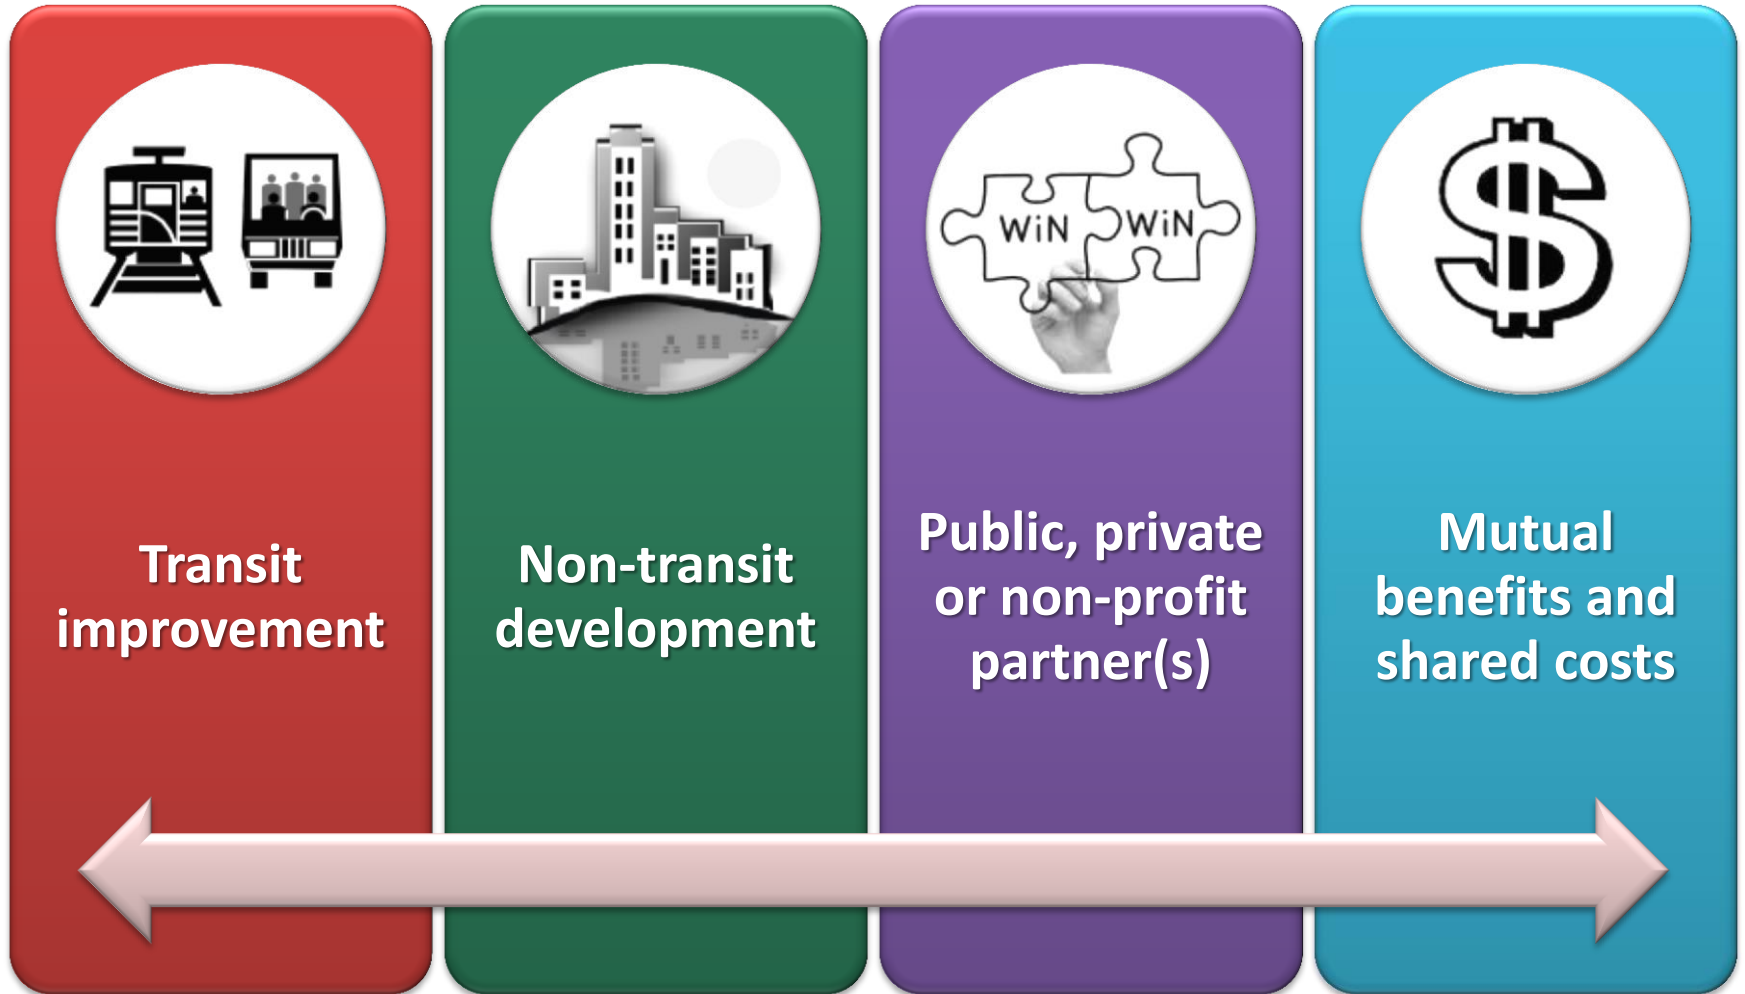 WiN WiN
Transit
improvement
Non-transit
development
Public, private
or non-profit
partner(s)
Mutual
benefits and
shared costs